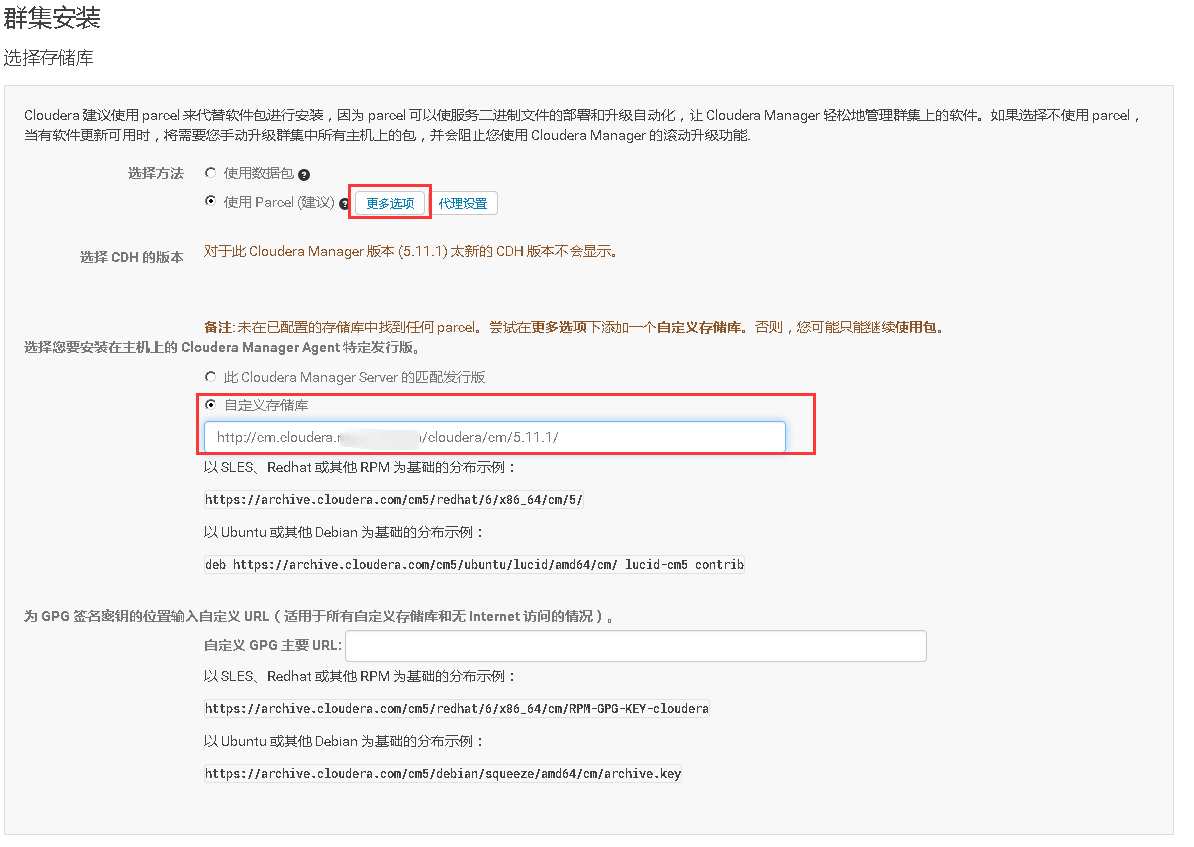 群集安装
选择存储库
Cloudera 建议使用 parcel 来代替软件包进行安装，因为 parcel 可以使服务二进制文件的部署和升级自动化，让 Cloudera Manager 轻松地管理群集上的软件。如果选择不使用 parcel，
当有软件更新可用时，将需要您手动升级群集中所有主机上的包，并会阻止您使用 Cloudera Manager 的滚动升级功能.
选择方法 使用数据包 ?
使用 Parcel (建议) ? 更多选项 代理设置
选择 CDH 的版本 对于此 Cloudera Manager 版本 (5.11.1) 太新的 CDH 版本不会显示。
备注: 未在已配置的存储库中找到任何 parcel。尝试在更多选项下添加一个自定义存储库。否则，您可能只能继续使用包。
选择您要安装在主机上的 Cloudera Manager Agent 特定发行版。
此 Cloudera Manager Server 的匹配发行版
自定义存储库
http://cm.cloudera. /cloudera/cm/5.11.1/
以 SLES、Redhat 或其他 RPM 为基础的分布示例：
https://archive.cloudera.com/cm5/redhat/6/x86_64/cm/5/
以 Ubuntu 或其他 Debian 为基础的分布示例：
deb https://archive.cloudera.com/cm5/ubuntu/lucid/amd64/cm/ lucid-cm5 contrib
为 GPG 签名密钥的位置输入自定义 URL（适用于所有自定义存储库和无 Internet 访问的情况）。
自定义 GPG 主要 URL:
以 SLES、Redhat 或其他 RPM 为基础的分布示例：
https://archive.cloudera.com/cm5/redhat/6/x86_64/cm/RPM-GPG-KEY-cloudera
以 Ubuntu 或其他 Debian 为基础的分布示例：
https://archive.cloudera.com/cm5/debian/squeeze/amd64/cm/archive.key